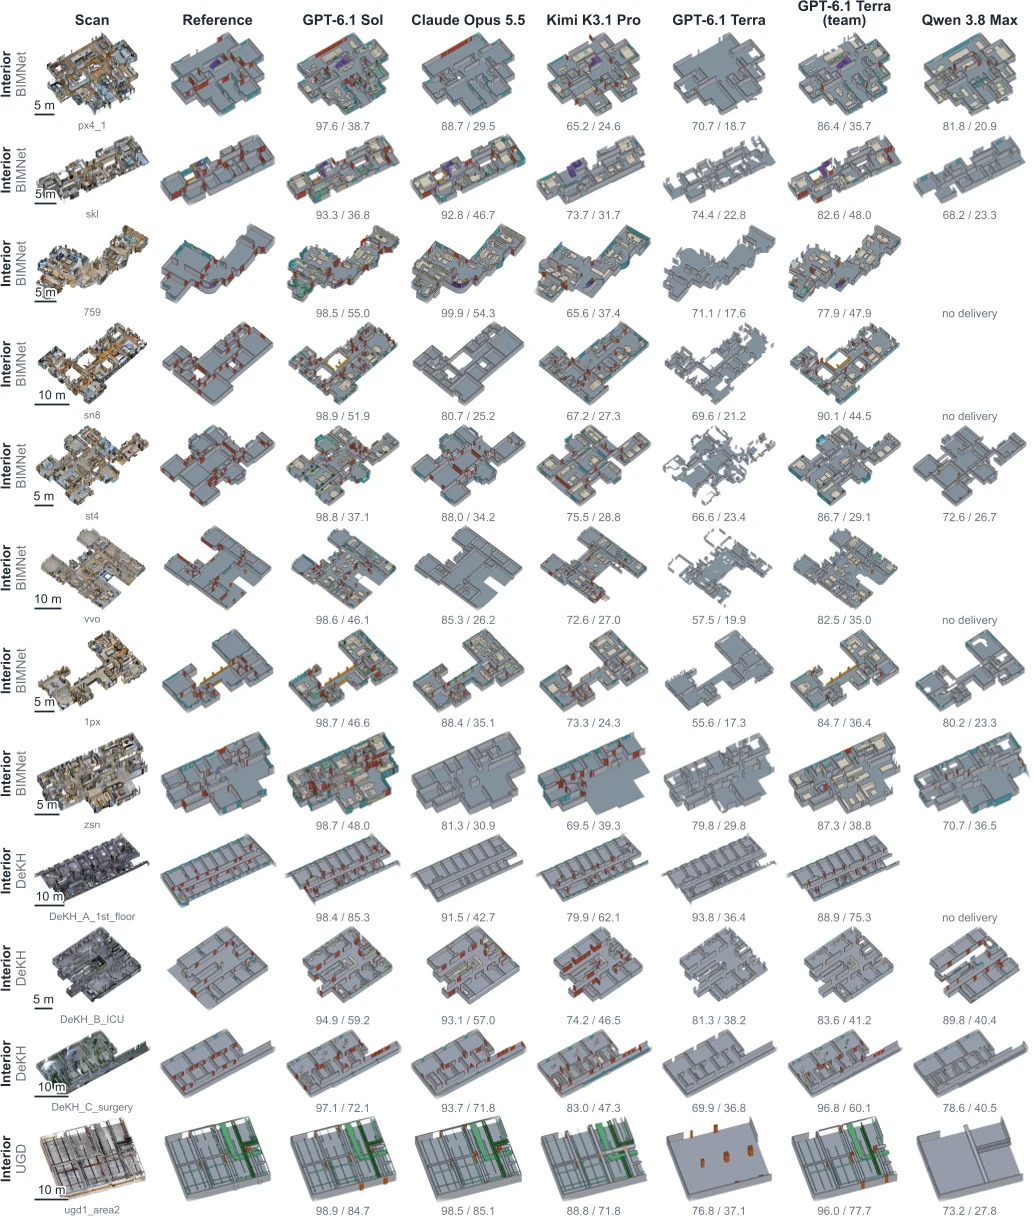 Scan Reference GPT-6.1 Sol Claude Opus 5.5 Kimi K3.1 Pro GPT-6.1 Terra GPT-6.1 Terra (team) Qwen 3.8 Max
Interior BIMNet
5 m
px4_1 97.6 / 38.7 88.7 / 29.5 65.2 / 24.6 70.7 / 18.7 86.4 / 35.7 81.8 / 20.9
Interior BIMNet
5 m
skl 93.3 / 36.8 92.8 / 46.7 73.7 / 31.7 74.4 / 22.8 82.6 / 48.0 68.2 / 23.3
Interior BIMNet
5 m
759 98.5 / 55.0 99.9 / 54.3 65.6 / 37.4 71.1 / 17.6 77.9 / 47.9 no delivery
Interior BIMNet
10 m
sn8 98.9 / 51.9 80.7 / 25.2 67.2 / 27.3 69.6 / 21.2 90.1 / 44.5 no delivery
Interior BIMNet
5 m
st4 98.8 / 37.1 88.0 / 34.2 75.5 / 28.8 66.6 / 23.4 86.7 / 29.1 72.6 / 26.7
Interior BIMNet
10 m
vvo 98.6 / 46.1 85.3 / 26.2 72.6 / 27.0 57.5 / 19.9 82.5 / 35.0 no delivery
Interior BIMNet
5 m
1px 98.7 / 46.6 88.4 / 35.1 73.3 / 24.3 55.6 / 17.3 84.7 / 36.4 80.2 / 23.3
Interior BIMNet
5 m
zsn 98.7 / 48.0 81.3 / 30.9 69.5 / 39.3 79.8 / 29.8 87.3 / 38.8 70.7 / 36.5
Interior DeKH
10 m
DeKH_A_1st_floor 98.4 / 85.3 91.5 / 42.7 79.9 / 62.1 93.8 / 36.4 88.9 / 75.3 no delivery
Interior DeKH
5 m
DeKH_B_ICU 94.9 / 59.2 93.1 / 57.0 74.2 / 46.5 81.3 / 38.2 83.6 / 41.2 89.8 / 40.4
Interior DeKH
10 m
DeKH_C_surgery 97.1 / 72.1 93.7 / 71.8 83.0 / 47.3 69.9 / 36.8 96.8 / 60.1 78.6 / 40.5
Interior UGD
10 m
ugd1_area2 98.9 / 84.7 98.5 / 85.1 88.8 / 71.8 76.8 / 37.1 96.0 / 77.7 73.2 / 27.8